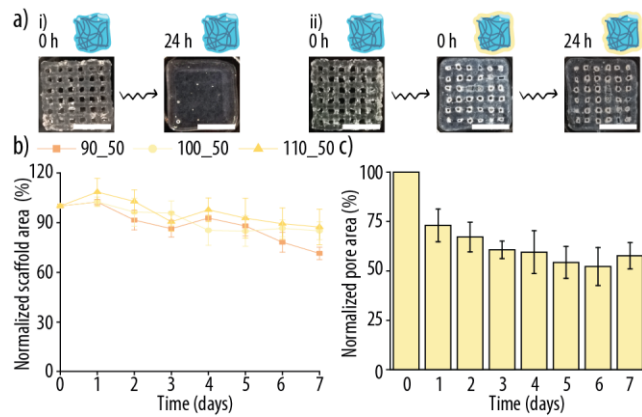 a) i) ii)
0 h 24 h 0 h 0 h 24 h
b) 90_50 100_50 110_50 c)
Normalized scaffold area (%)
120
90
60
30
0
0 1 2 3 4 5 6 7
Time (days)
Normalized pore area (%)
100
75
50
25
0
0 1 2 3 4 5 6 7
Time (days)